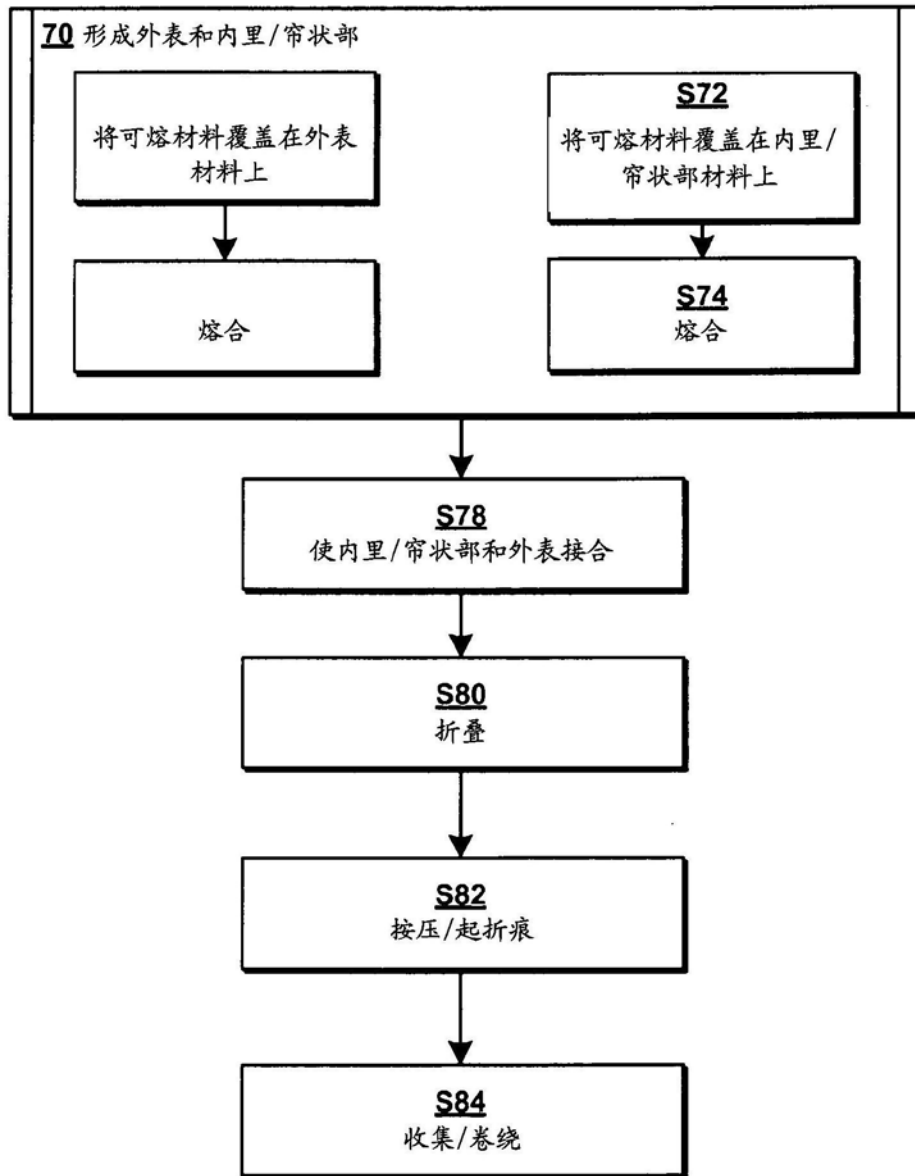 70 形成外表和内里/帘状部
将可熔材料覆盖在外表
材料上
熔合
S72
将可熔材料覆盖在内里/
帘状部材料上
S74
熔合
S78
使内里/帘状部和外表接合
S80
折叠
S82
按压/起折痕
S84
收集/卷绕